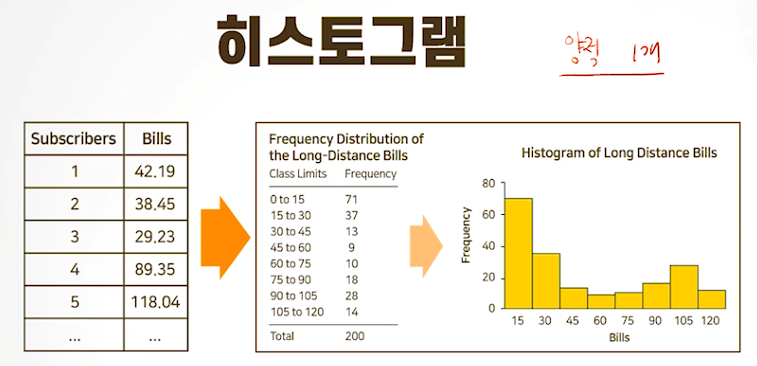 히스토그램
양적 1개
Subscribers Bills
1 42.19
2 38.45
3 29.23
4 89.35
5 118.04
... ...
Frequency Distribution of
the Long-Distance Bills
Class Limits Frequency
0 to 15 71
15 to 30 37
30 to 45 13
45 to 60 9
60 to 75 10
75 to 90 18
90 to 105 28
105 to 120 14
Total 200
Histogram of Long Distance Bills
Frequency
80
60
40
20
0
15 30 45 60 75 90 105 120
Bills